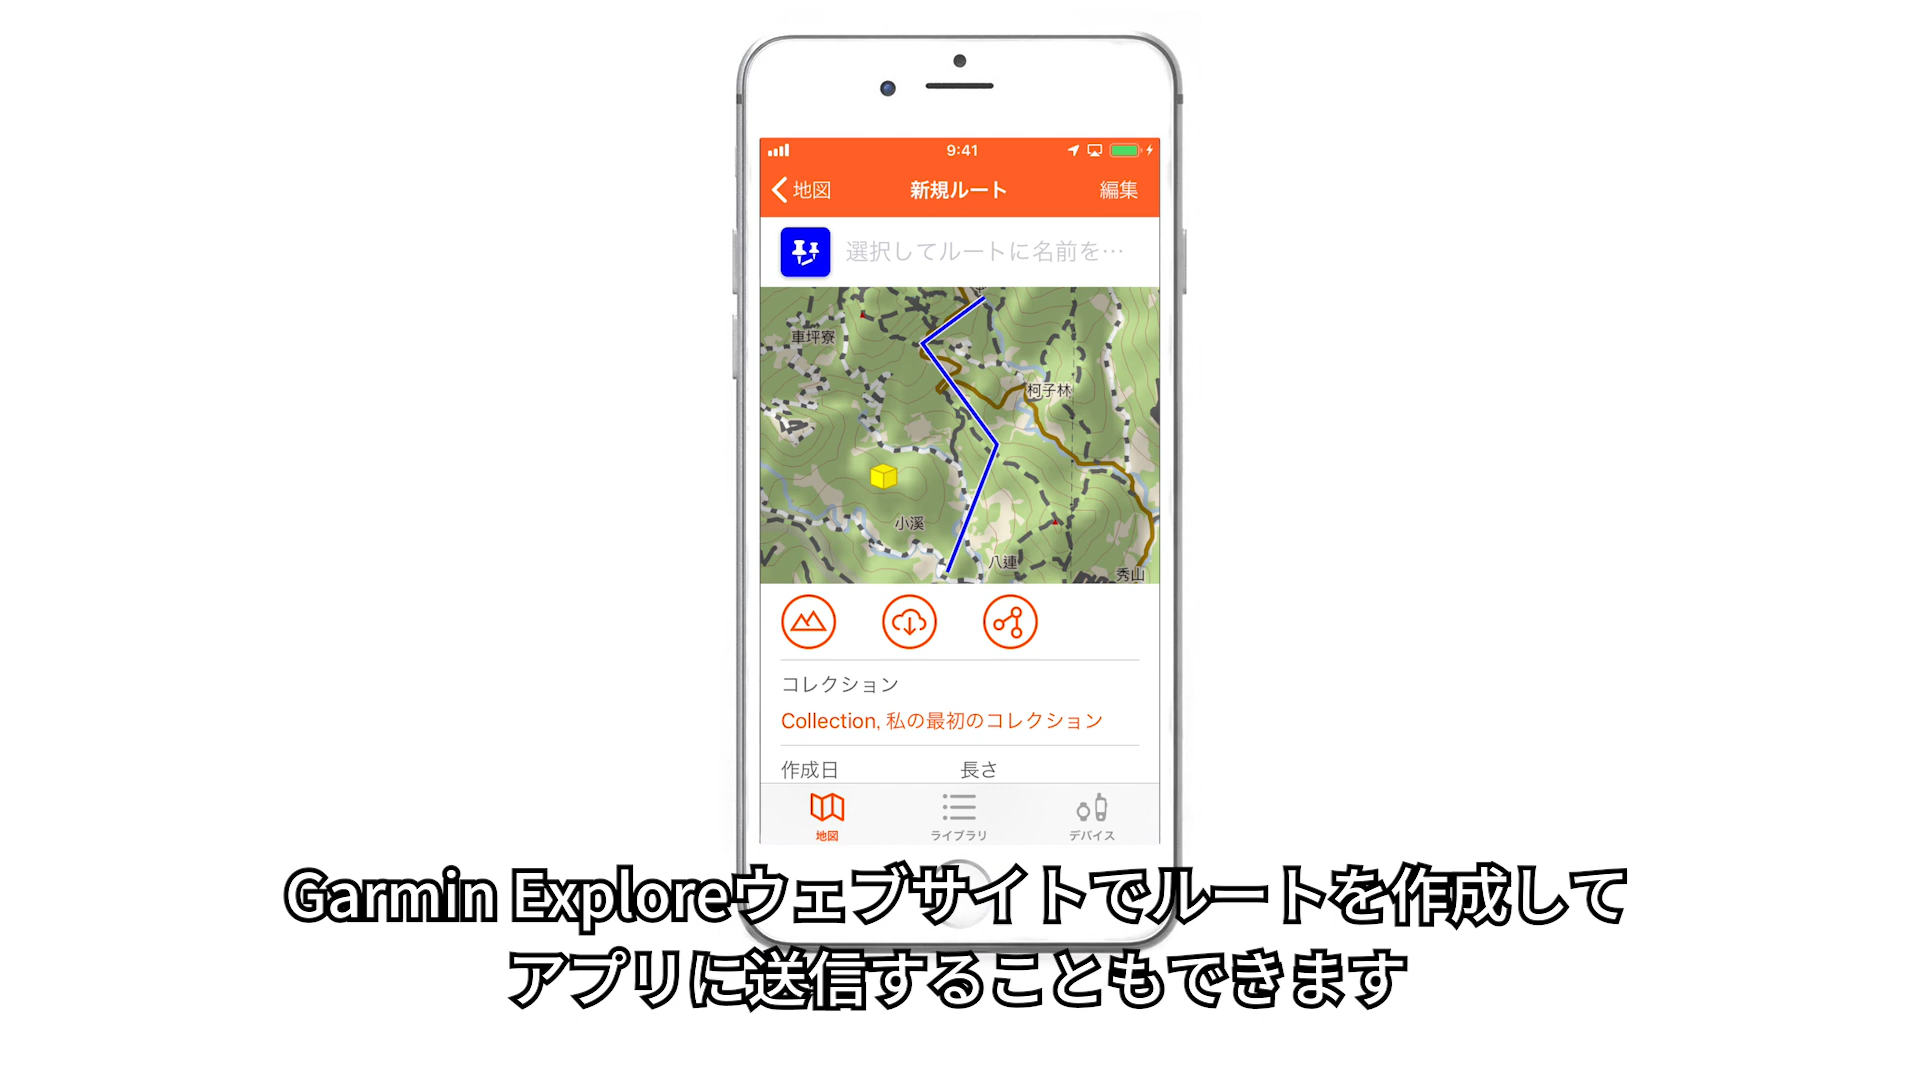 9:41
地図
新規ルート
編集
選択してルートに名前を…
車坪寮
柯子林
小溪
八連
秀山
コレクション
Collection, 私の最初のコレクション
作成日
長さ
地図
ライブラリ
デバイス
Garmin Exploreウェブサイトでルートを作成して
アプリに送信することもできます